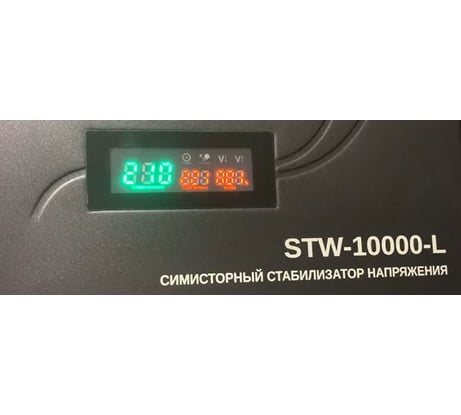 V↓ V↑
STW-10000-L
СИМИСТОРНЫЙ СТАБИЛИЗАТОР НАПРЯЖЕНИЯ